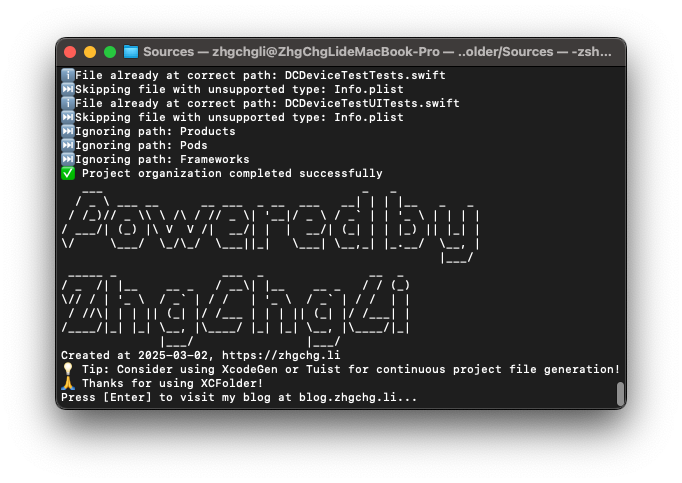 Sources — zhgchgli@ZhgChgLideMacBook-Pro — ..older/Sources — -zsh...
File already at correct path: DCDeviceTestTests.swift
Skipping file with unsupported type: Info.plist
File already at correct path: DCDeviceTestUITests.swift
Skipping file with unsupported type: Info.plist
Ignoring path: Products
Ignoring path: Pods
Ignoring path: Frameworks
✅ Project organization completed successfully
Powered by
ZhgChgLi
Created at 2025-03-02, https://zhgchg.li
💡 Tip: Consider using XcodeGen or Tuist for continuous project file generation!
🙏 Thanks for using XCFolder!
Press [Enter] to visit my blog at blog.zhgchg.li...